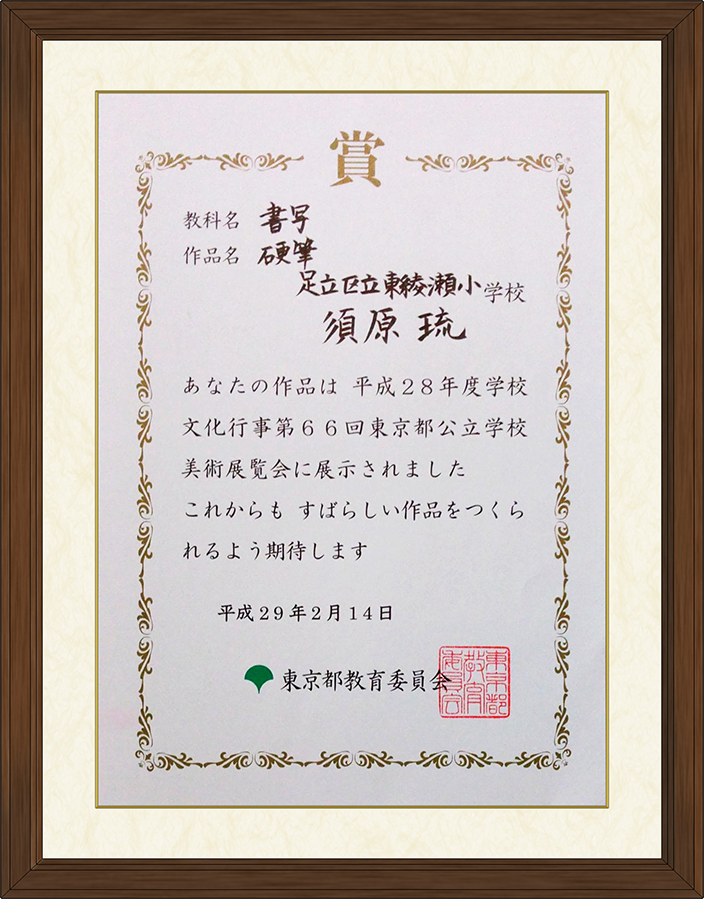 賞
教科名 書写
作品名 硬筆
足立区立東綾瀬小学校
須原 琉
あなたの作品は 平成28年度学校
文化行事第66回東京都公立学校
美術展覧会に展示されました
これからも すばらしい作品をつくら
れるよう期待します
平成29年2月14日
東京都教育委員会
東京都
教育
委員会